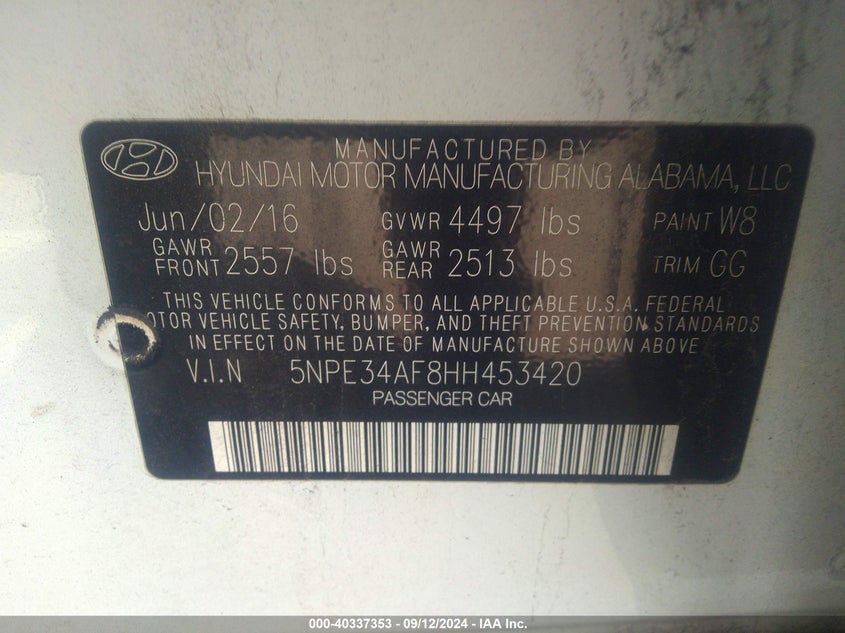 MANUFACTURED BY
HYUNDAI MOTOR MANUFACTURING ALABAMA, LLC
Jun/02/16 GVWR 4497 lbs PAINT W8
GAWR FRONT 2557 lbs GAWR REAR 2513 lbs TRIM GG
THIS VEHICLE CONFORMS TO ALL APPLICABLE U.S.A. FEDERAL
OTOR VEHICLE SAFETY, BUMPER, AND THEFT PREVENTION STANDARDS
IN EFFECT ON THE DATE OF MANUFACTURE SHOWN ABOVE
V.I.N 5NPE34AF8HH453420
PASSENGER CAR
000-40337353 - 09/12/2024 - IAA Inc.